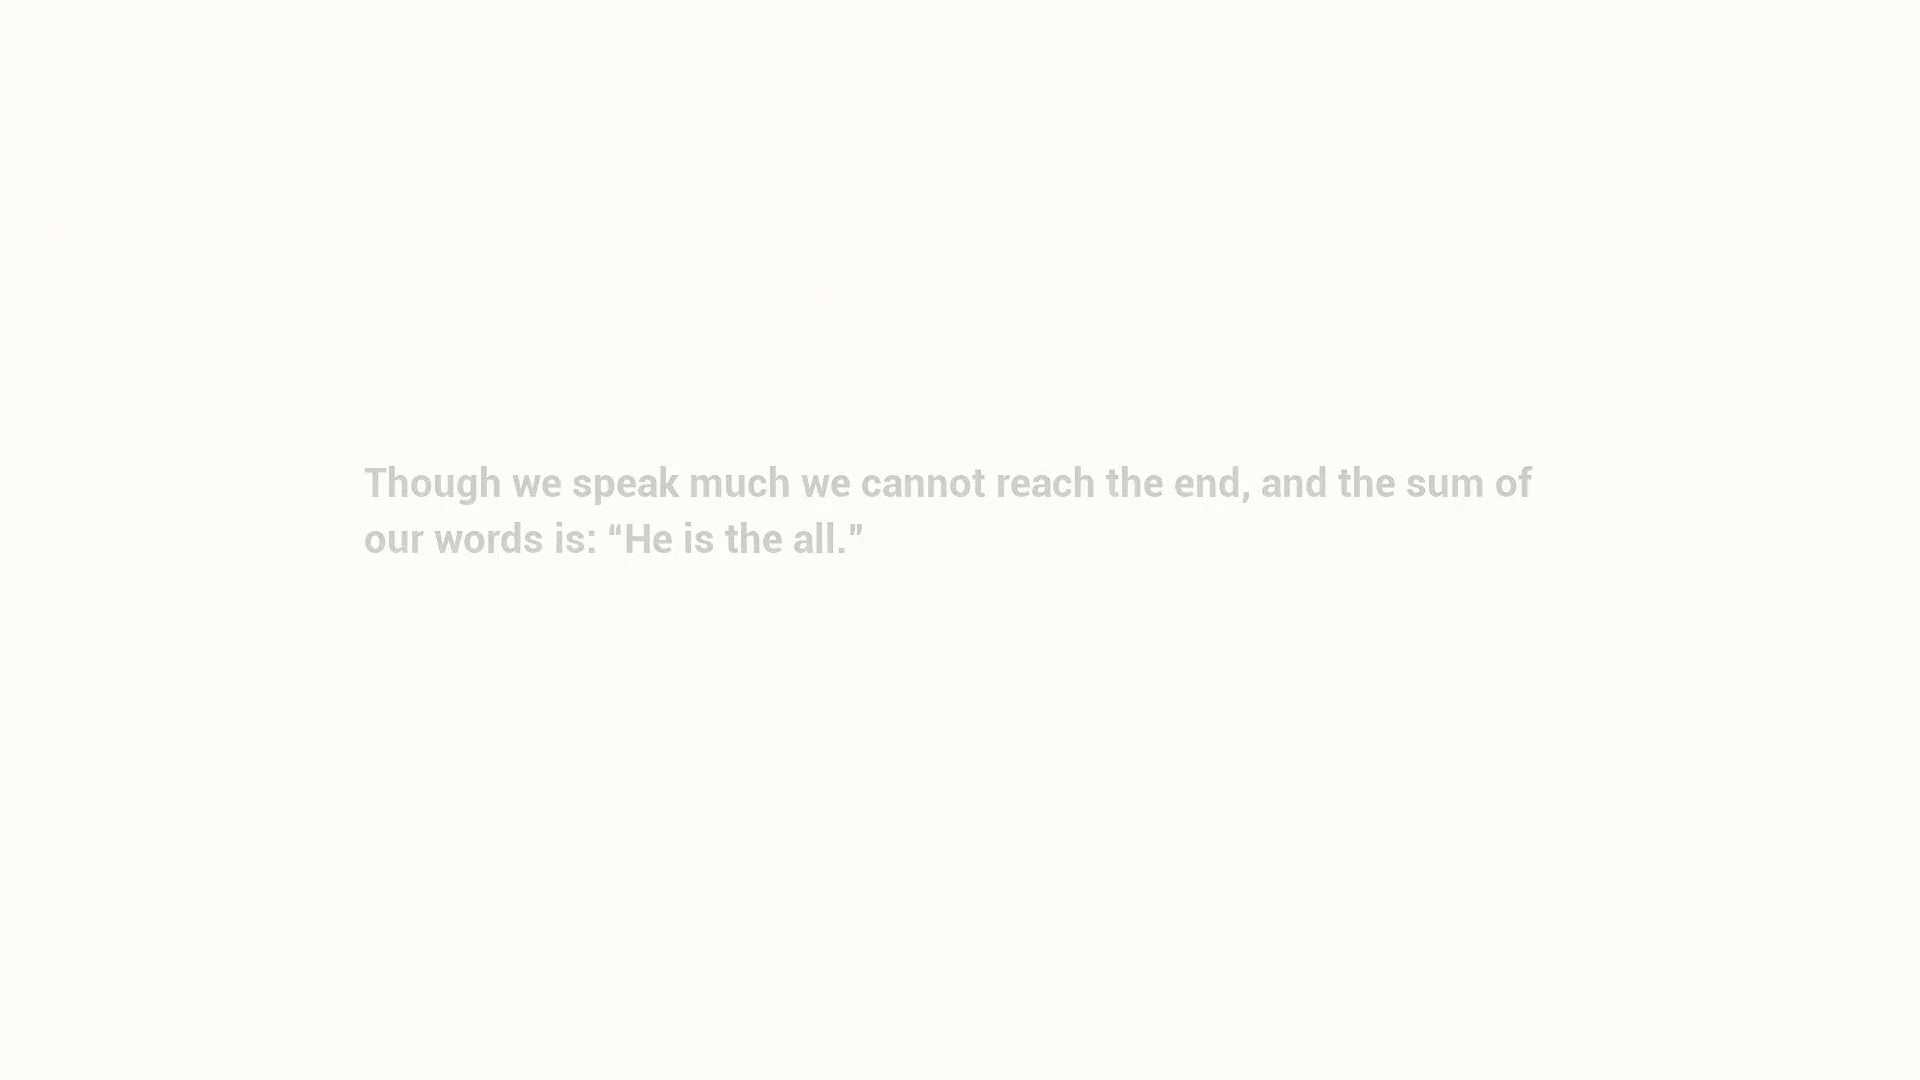 Though we speak much we cannot reach the end, and the sum of
our words is: “He is the all.”